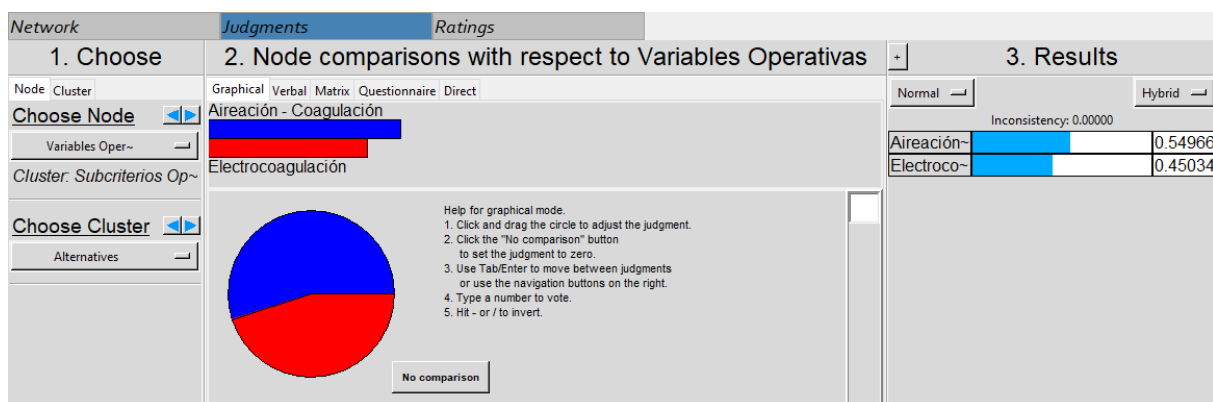 Network
Judgments
Ratings
1. Choose
Node Cluster
Choose Node
Variables Oper~
Cluster: Subcriterios Op~
Choose Cluster
Alternatives
2. Node comparisons with respect to Variables Operativas
Graphical Verbal Matrix Questionnaire Direct
Aireación - Coagulación
Electrocoagulación
Help for graphical mode.
1. Click and drag the circle to adjust the judgment.
2. Click the "No comparison" button
to set the judgment to zero.
3. Use Tab/Enter to move between judgments
or use the navigation buttons on the right.
4. Type a number to vote.
5. Hit - or / to invert.
No comparison
+
3. Results
Normal
Hybrid
Inconsistency: 0.00000
Aireación~ 0.54966
Electroco~ 0.45034